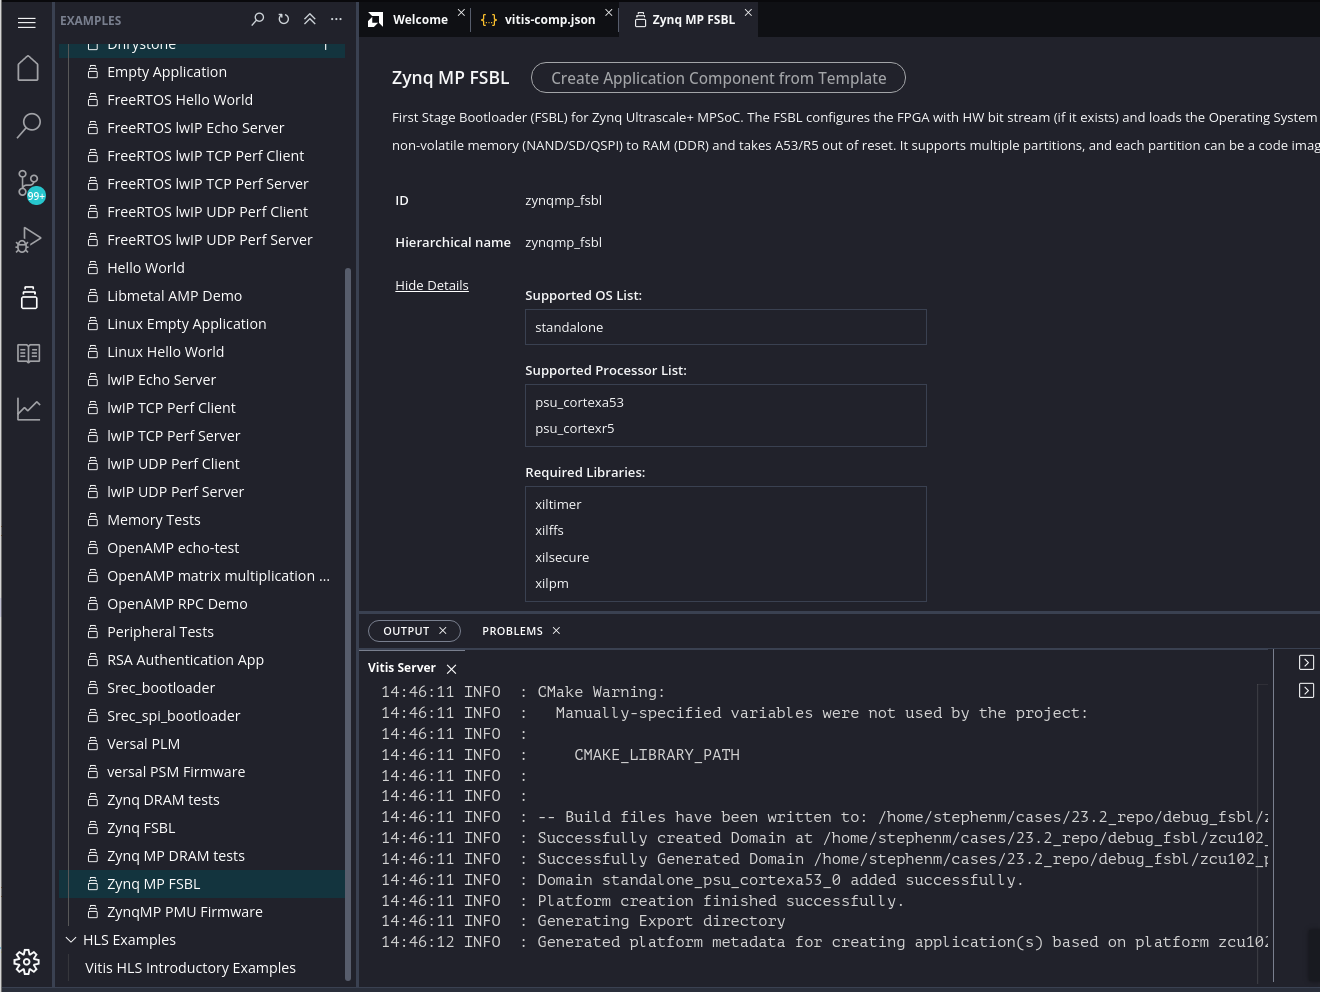 EXAMPLES
Dhrystone
Empty Application
FreeRTOS Hello World
FreeRTOS lwIP Echo Server
FreeRTOS lwIP TCP Perf Client
FreeRTOS lwIP TCP Perf Server
FreeRTOS lwIP UDP Perf Client
FreeRTOS lwIP UDP Perf Server
Hello World
Libmetal AMP Demo
Linux Empty Application
Linux Hello World
lwIP Echo Server
lwIP TCP Perf Client
lwIP TCP Perf Server
lwIP UDP Perf Client
lwIP UDP Perf Server
Memory Tests
OpenAMP echo-test
OpenAMP matrix multiplication ...
OpenAMP RPC Demo
Peripheral Tests
RSA Authentication App
Srec_bootloader
Srec_spi_bootloader
Versal PLM
versal PSM Firmware
Zynq DRAM tests
Zynq FSBL
Zynq MP DRAM tests
Zynq MP FSBL
ZynqMP PMU Firmware
HLS Examples
Vitis HLS Introductory Examples
99+
Welcome
{..} vitis-comp.json
Zynq MP FSBL
Zynq MP FSBL
Create Application Component from Template
First Stage Bootloader (FSBL) for Zynq Ultrascale+ MPSoC. The FSBL configures the FPGA with HW bit stream (if it exists) and loads the Operating System
non-volatile memory (NAND/SD/QSPI) to RAM (DDR) and takes A53/R5 out of reset. It supports multiple partitions, and each partition can be a code imag
ID zynqmp_fsbl
Hierarchical name zynqmp_fsbl
Hide Details
Supported OS List:
standalone
Supported Processor List:
psu_cortexa53
psu_cortexr5
Required Libraries:
xiltimer
xilffs
xilsecure
xilpm
OUTPUT
PROBLEMS
Vitis Server
14:46:11 INFO : CMake Warning:
14:46:11 INFO : Manually-specified variables were not used by the project:
14:46:11 INFO :
14:46:11 INFO : CMAKE_LIBRARY_PATH
14:46:11 INFO :
14:46:11 INFO :
14:46:11 INFO : -- Build files have been written to: /home/stephenm/cases/23.2_repo/debug_fsbl/z
14:46:11 INFO : Successfully created Domain at /home/stephenm/cases/23.2_repo/debug_fsbl/zcu102_
14:46:11 INFO : Successfully Generated Domain /home/stephenm/cases/23.2_repo/debug_fsbl/zcu102_p
14:46:11 INFO : Domain standalone_psu_cortexa53_0 added successfully.
14:46:11 INFO : Platform creation finished successfully.
14:46:11 INFO : Generating Export directory
14:46:12 INFO : Generated platform metadata for creating application(s) based on platform zcu102